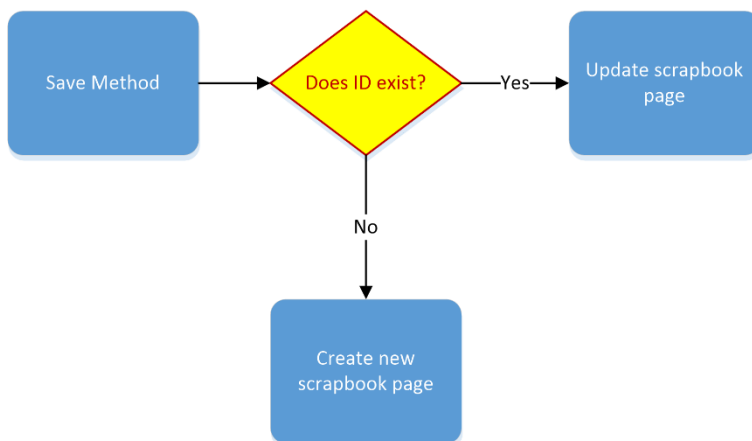 Save Method
Does ID exist?
Yes
Update scrapbook
page
No
Create new
scrapbook page